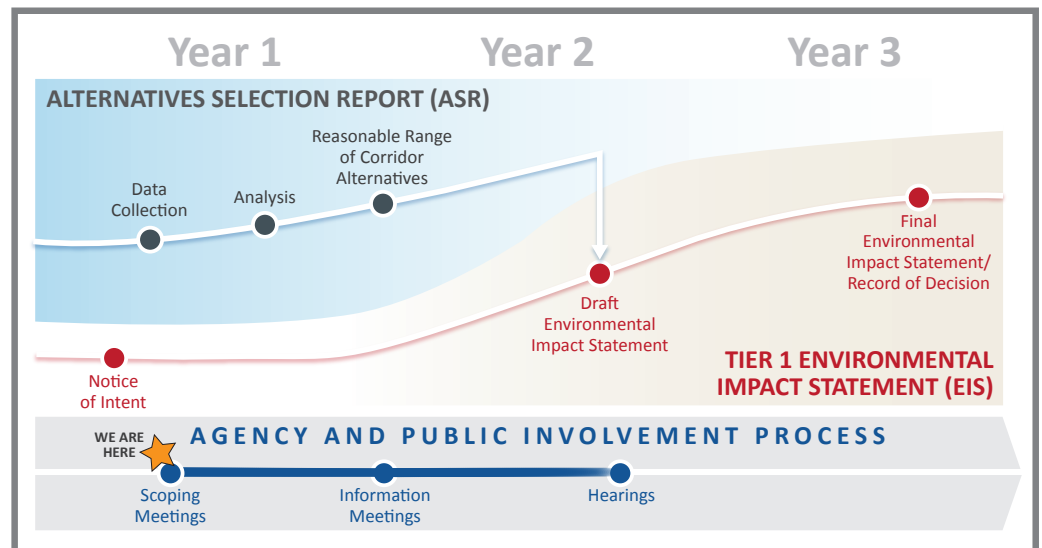 Year 1
Year 2
Year 3
ALTERNATIVES SELECTION REPORT (ASR)
Data
Collection
Analysis
Reasonable Range
of Corridor
Alternatives
Notice
of Intent
Draft
Environmental
Impact Statement
Final
Environmental
Impact Statement/
Record of Decision
TIER 1 ENVIRONMENTAL
IMPACT STATEMENT (EIS)
WE ARE
HERE
AGENCY AND PUBLIC INVOLVEMENT PROCESS
Scoping
Meetings
Information
Meetings
Hearings